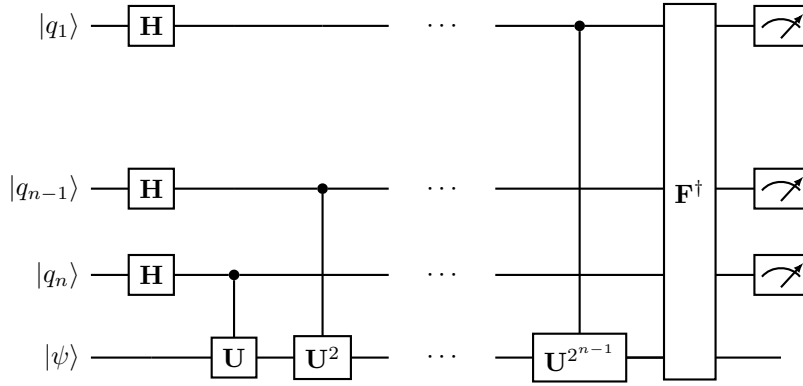 |q₁⟩ H ⋯ F†
|qₙ₋₁⟩ H ⋯
|qₙ⟩ H ⋯
|ψ⟩ U U² ⋯ U^{2^{n−1}}